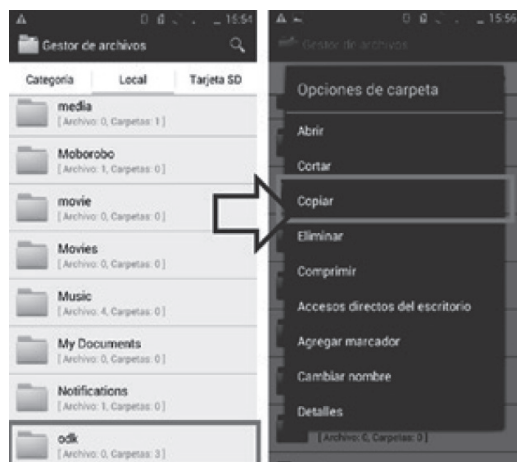 15:54
Gestor de archivos
Categoría Local Tarjeta SD
media
[ Archivo: 0, Carpetas: 1 ]
Moborobo
[ Archivo: 1, Carpetas: 0 ]
movie
[ Archivo: 0, Carpetas: 0 ]
Movies
[ Archivo: 0, Carpetas: 0 ]
Music
[ Archivo: 4, Carpetas: 0 ]
My Documents
[ Archivo: 0, Carpetas: 0 ]
Notifications
[ Archivo: 1, Carpetas: 0 ]
odk
[ Archivo: 0, Carpetas: 3 ]
15:56
Gestor de archivos
Opciones de carpeta
Abrir
Cortar
Copiar
Eliminar
Comprimir
Accesos directos del escritorio
Agregar marcador
Cambiar nombre
Detalles
[ Archivo: 0, Carpetas: 0 ]